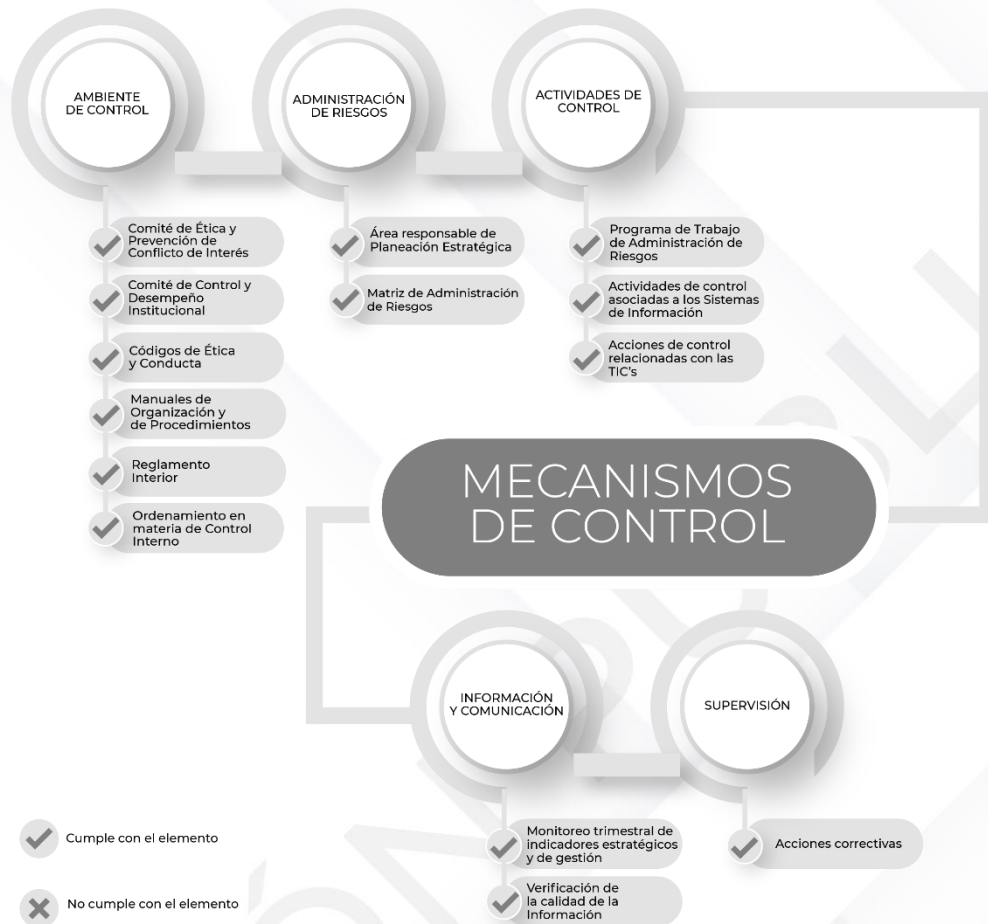 AMBIENTE
DE CONTROL
Comité de Ética y
Prevención de
Conflicto de Interés
Comité de Control y
Desempeño
Institucional
Códigos de Ética
y Conducta
Manuales de
Organización y
de Procedimientos
Reglamento
Interior
Ordenamiento en
materia de Control
Interno
ADMINISTRACIÓN
DE RIESGOS
Área responsable de
Planeación Estratégica
Matriz de Administración
de Riesgos
ACTIVIDADES DE
CONTROL
Programa de Trabajo
de Administración de
Riesgos
Actividades de control
asociadas a los Sistemas
de Información
Acciones de control
relacionadas con las
TIC's
MECANISMOS
DE CONTROL
INFORMACIÓN
Y COMUNICACIÓN
Monitoreo trimestral de
indicadores estratégicos
y de gestión
Verificación de
la calidad de la
Información
SUPERVISIÓN
Acciones correctivas
Cumple con el elemento
No cumple con el elemento